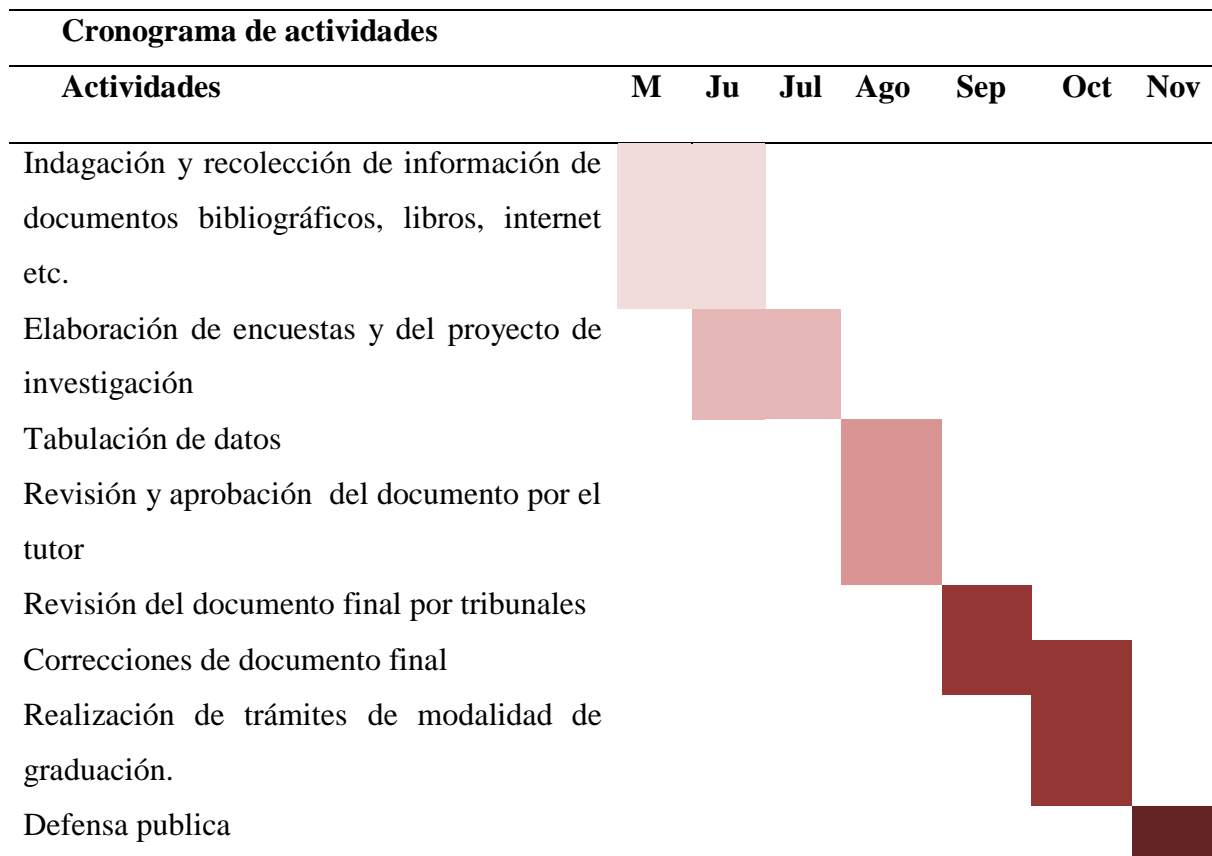 Cronograma de actividades
Actividades M Ju Jul Ago Sep Oct Nov
Indagación y recolección de información de
documentos bibliográficos, libros, internet
etc.
Elaboración de encuestas y del proyecto de
investigación
Tabulación de datos
Revisión y aprobación del documento por el
tutor
Revisión del documento final por tribunales
Correcciones de documento final
Realización de trámites de modalidad de
graduación.
Defensa publica